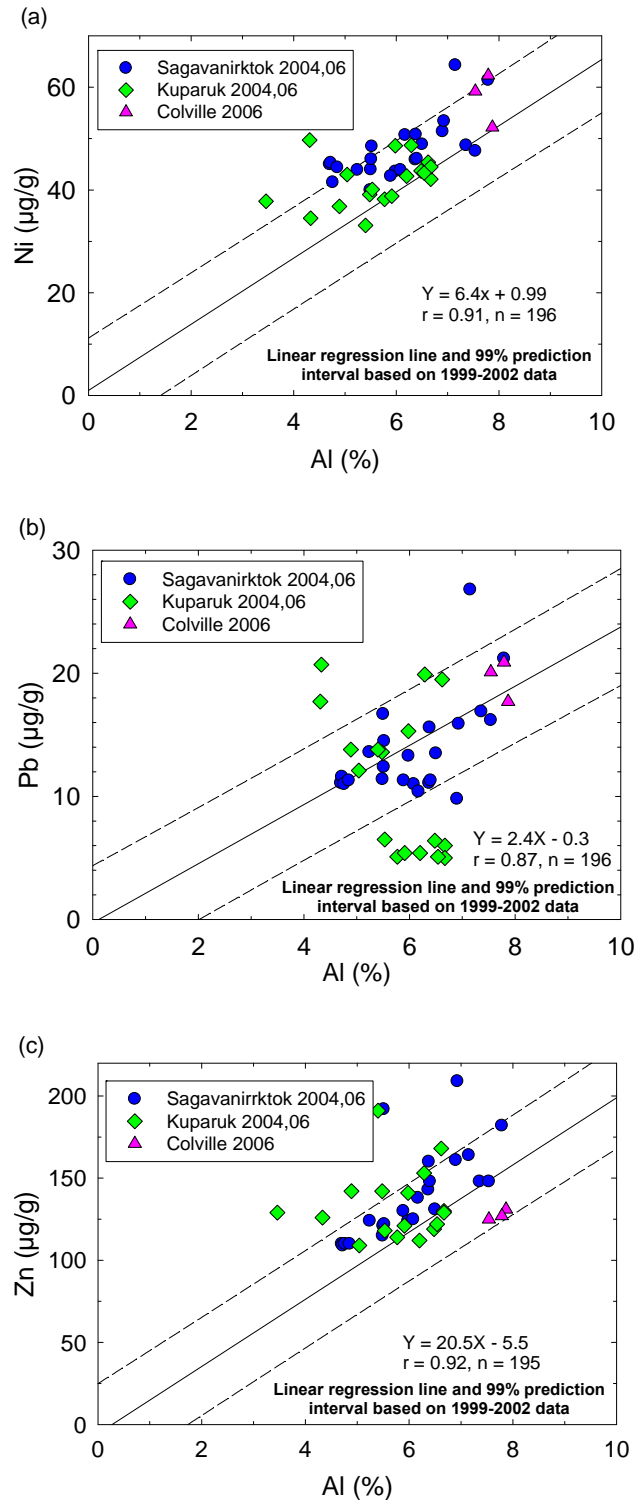 (a)
Sagavanirktok 2004,06
Kuparuk 2004,06
Colville 2006
60
40
20
0
Ni (µg/g)
Y = 6.4x + 0.99
r = 0.91, n = 196
Linear regression line and 99% prediction
interval based on 1999-2002 data
0 2 4 6 8 10
Al (%)
(b)
30
20
10
0
Sagavanirktok 2004,06
Kuparuk 2004,06
Colville 2006
Pb (µg/g)
Y = 2.4X - 0.3
r = 0.87, n = 196
Linear regression line and 99% prediction
interval based on 1999-2002 data
0 2 4 6 8 10
Al (%)
(c)
200
150
100
50
0
Sagavanirrktok 2004,06
Kuparuk 2004,06
Colville 2006
Zn (µg/g)
Y = 20.5X - 5.5
r = 0.92, n = 195
Linear regression line and 99% prediction
interval based on 1999-2002 data
0 2 4 6 8 10
Al (%)